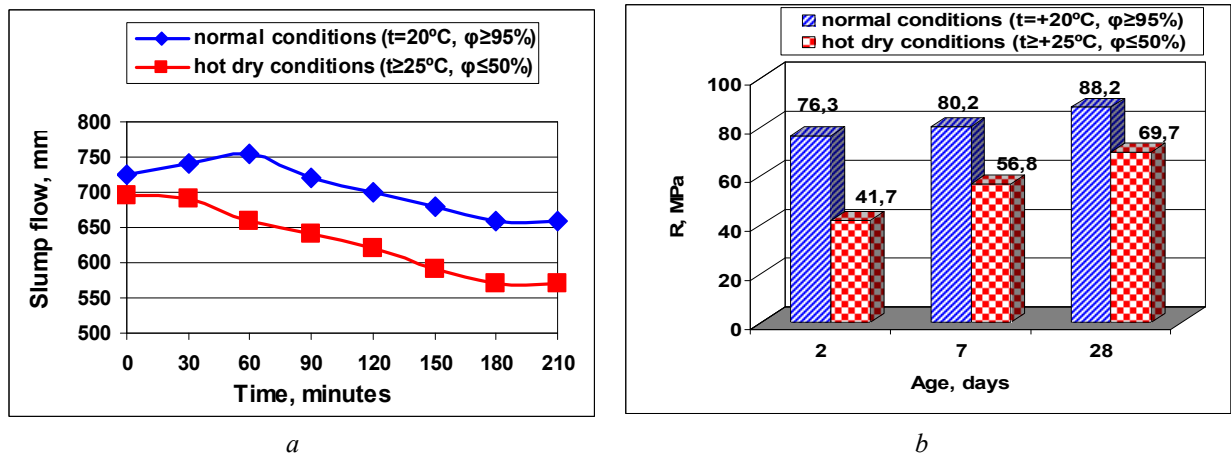 normal conditions (t=20ºC, φ≥95%)
hot dry conditions (t≥25ºC, φ≤50%)
800
750
700
650
600
550
500
Slump flow, mm
0 30 60 90 120 150 180 210
Time, minutes
a
normal conditions (t=+20ºC, φ≥95%)
hot dry conditions (t≥+25ºC, φ≤50%)
100
80
60
40
20
0
R, MPa
76,3
41,7
80,2
56,8
88,2
69,7
2 7 28
Age, days
b